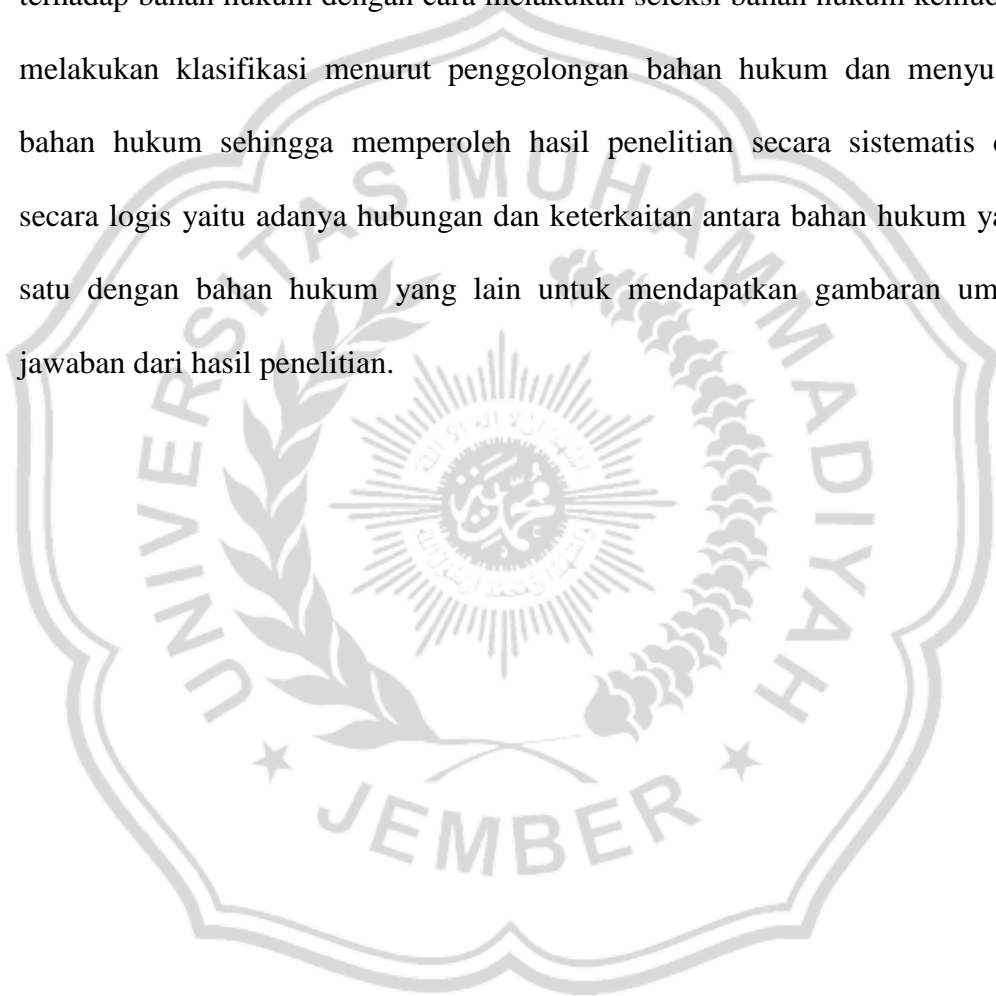 terhadap bahan hukum dengan cara melakukan seleksi bahan hukum
melakukan klasifikasi menurut penggolongan bahan hukum dan
bahan hukum sehingga memperoleh hasil penelitian secara sistematis
secara logis yaitu adanya hubungan dan keterkaitan antara bahan hukum
satu dengan bahan hukum yang lain untuk mendapatkan gambaran
jawaban dari hasil penelitian.
UNIVERSITAS MUHAMMADIYAH
JEMBER